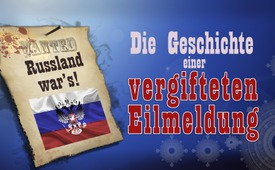 WANTED
Russland
war's!
Die Geschichte
einer
vergifteten
Eilmeldung